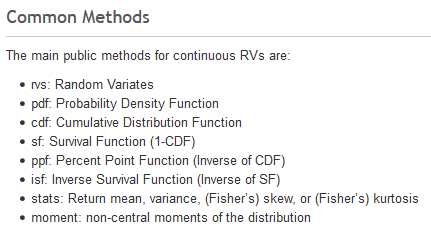 Common Methods
The main public methods for continuous RVs are:
• rvs: Random Variates
• pdf: Probability Density Function
• cdf: Cumulative Distribution Function
• sf: Survival Function (1-CDF)
• ppf: Percent Point Function (Inverse of CDF)
• isf: Inverse Survival Function (Inverse of SF)
• stats: Return mean, variance, (Fisher's) skew, or (Fisher's) kurtosis
• moment: non-central moments of the distribution